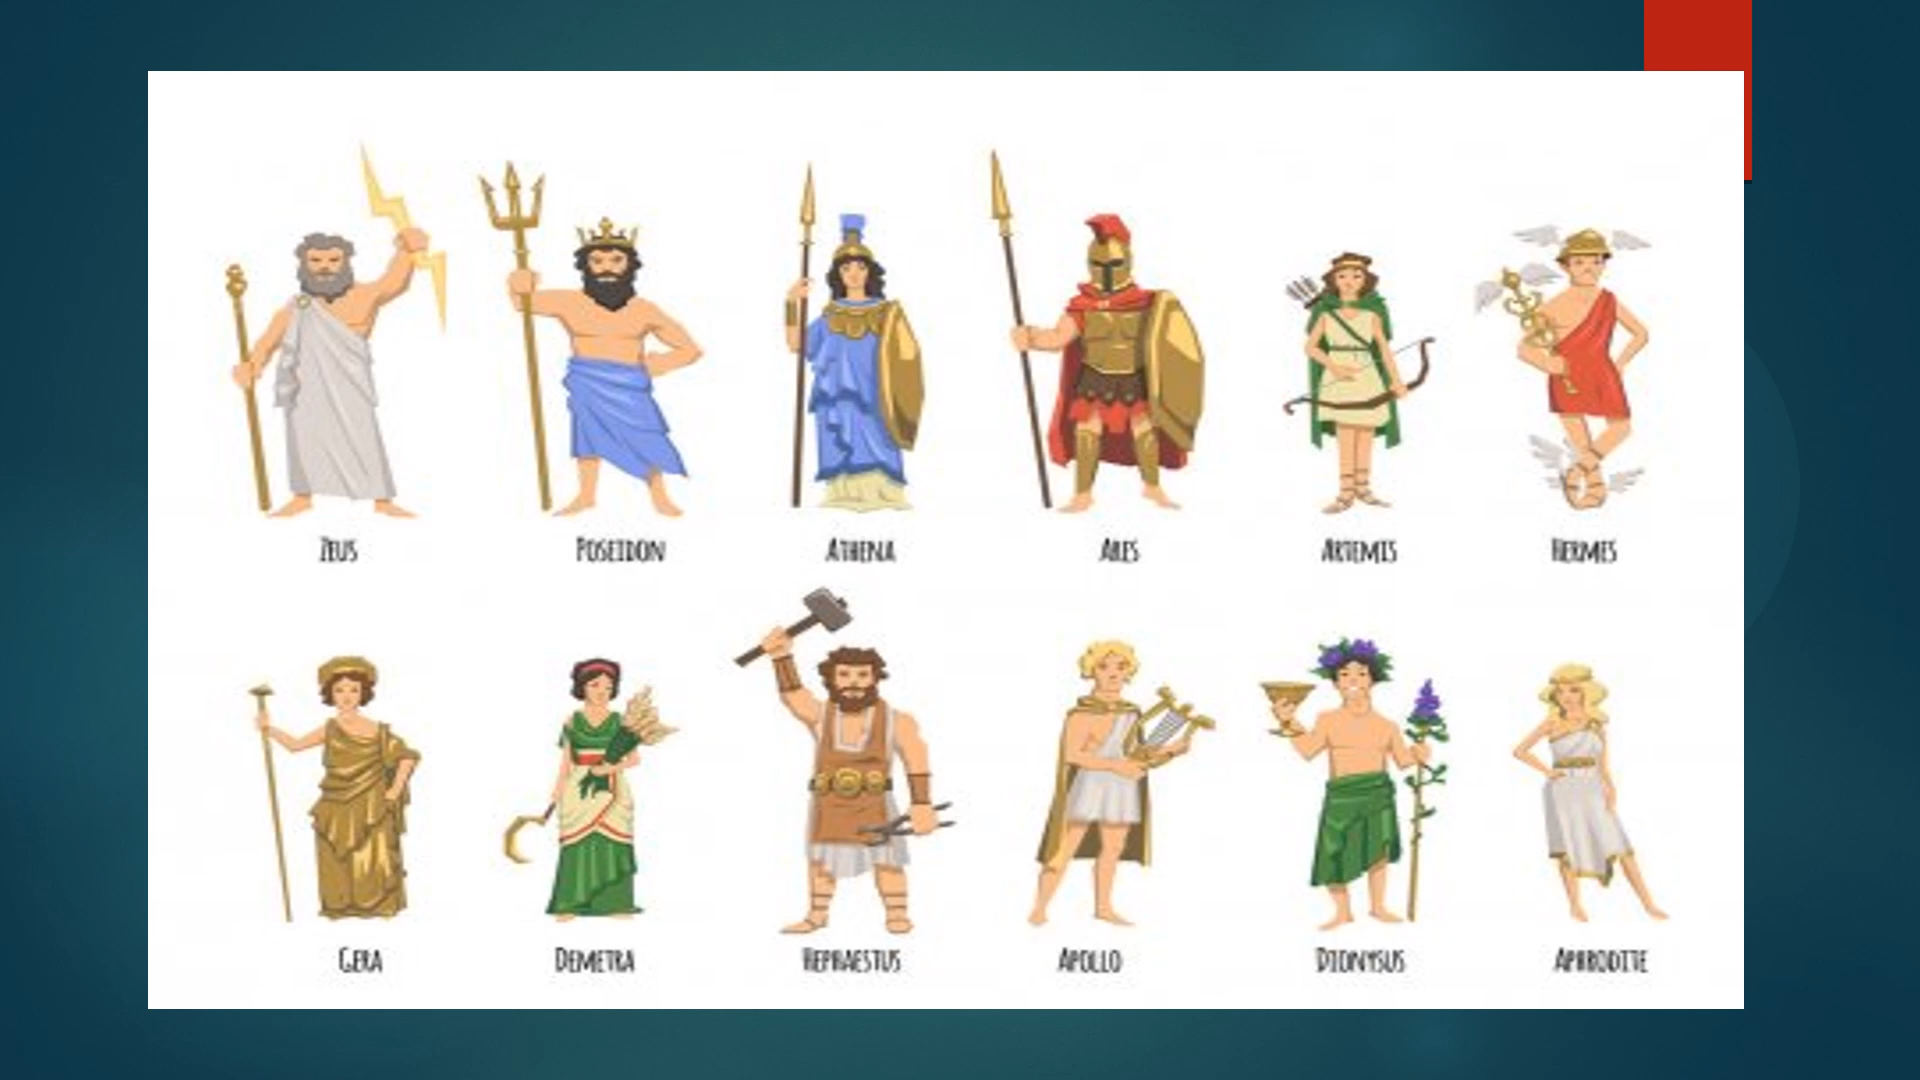 Zeus
Poseidon
Athena
Ares
Artemis
Hermes
Gera
Demetra
Hephaestus
Apollo
Dionysus
Aphrodite